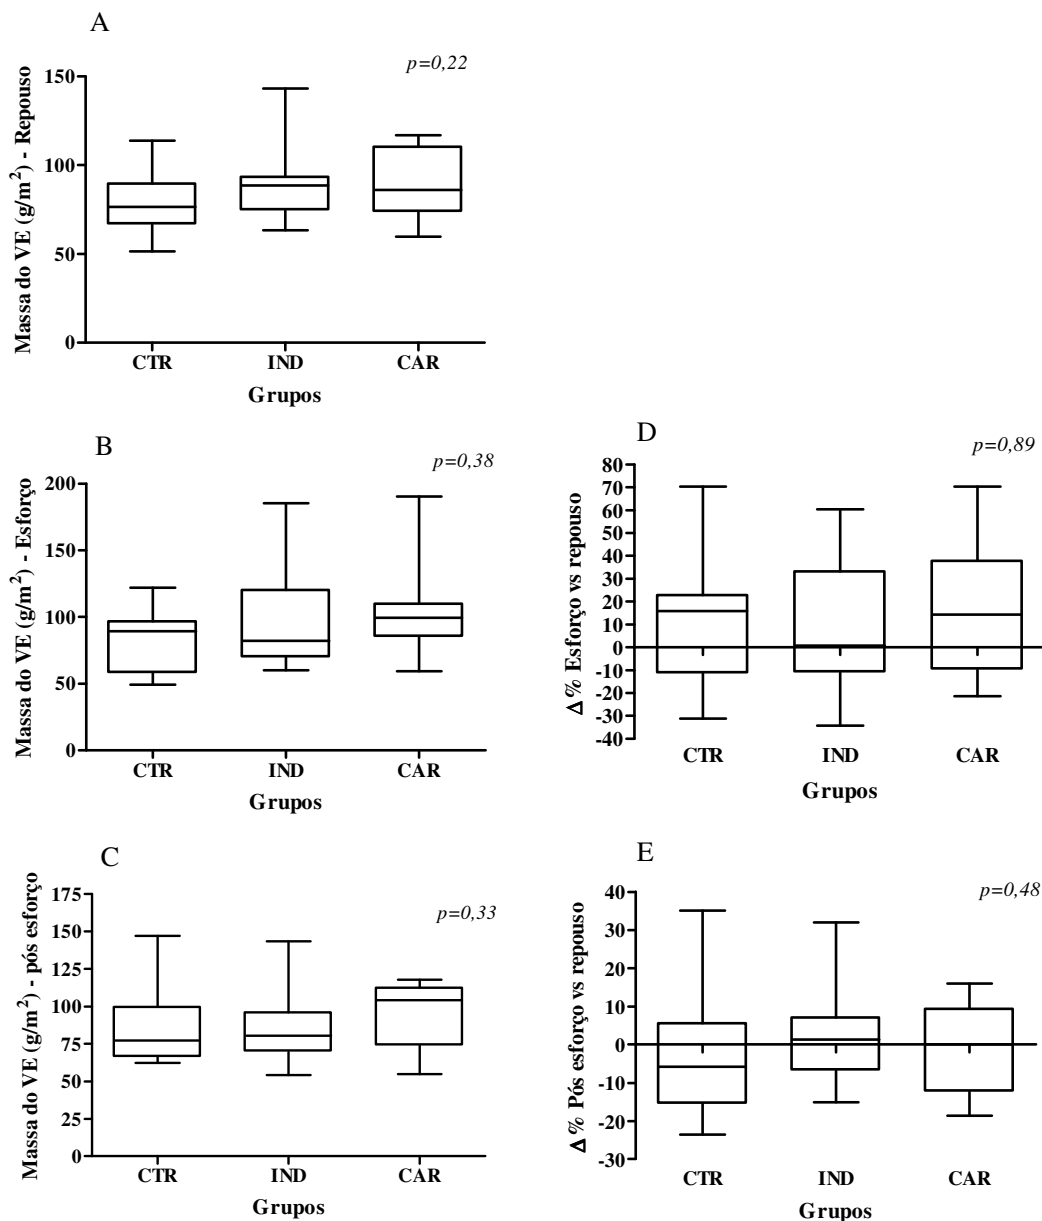 A
p=0,22
Massa do VE (g/m²) - Repouso
150
100
50
0
CTR IND CAR
Grupos
B
p=0,38
Massa do VE (g/m²) - Esforço
200
150
100
50
0
CTR IND CAR
Grupos
D
p=0,89
Δ% Esforço vs repouso
80
70
60
50
40
30
20
10
0
-10
-20
-30
-40
CTR IND CAR
Grupos
C
p=0,33
Massa do VE (g/m²) - pós esforço
175
150
125
100
75
50
25
0
CTR IND CAR
Grupos
E
p=0,48
Δ% Pós esforço vs repouso
40
30
20
10
0
-10
-20
-30
CTR IND CAR
Grupos